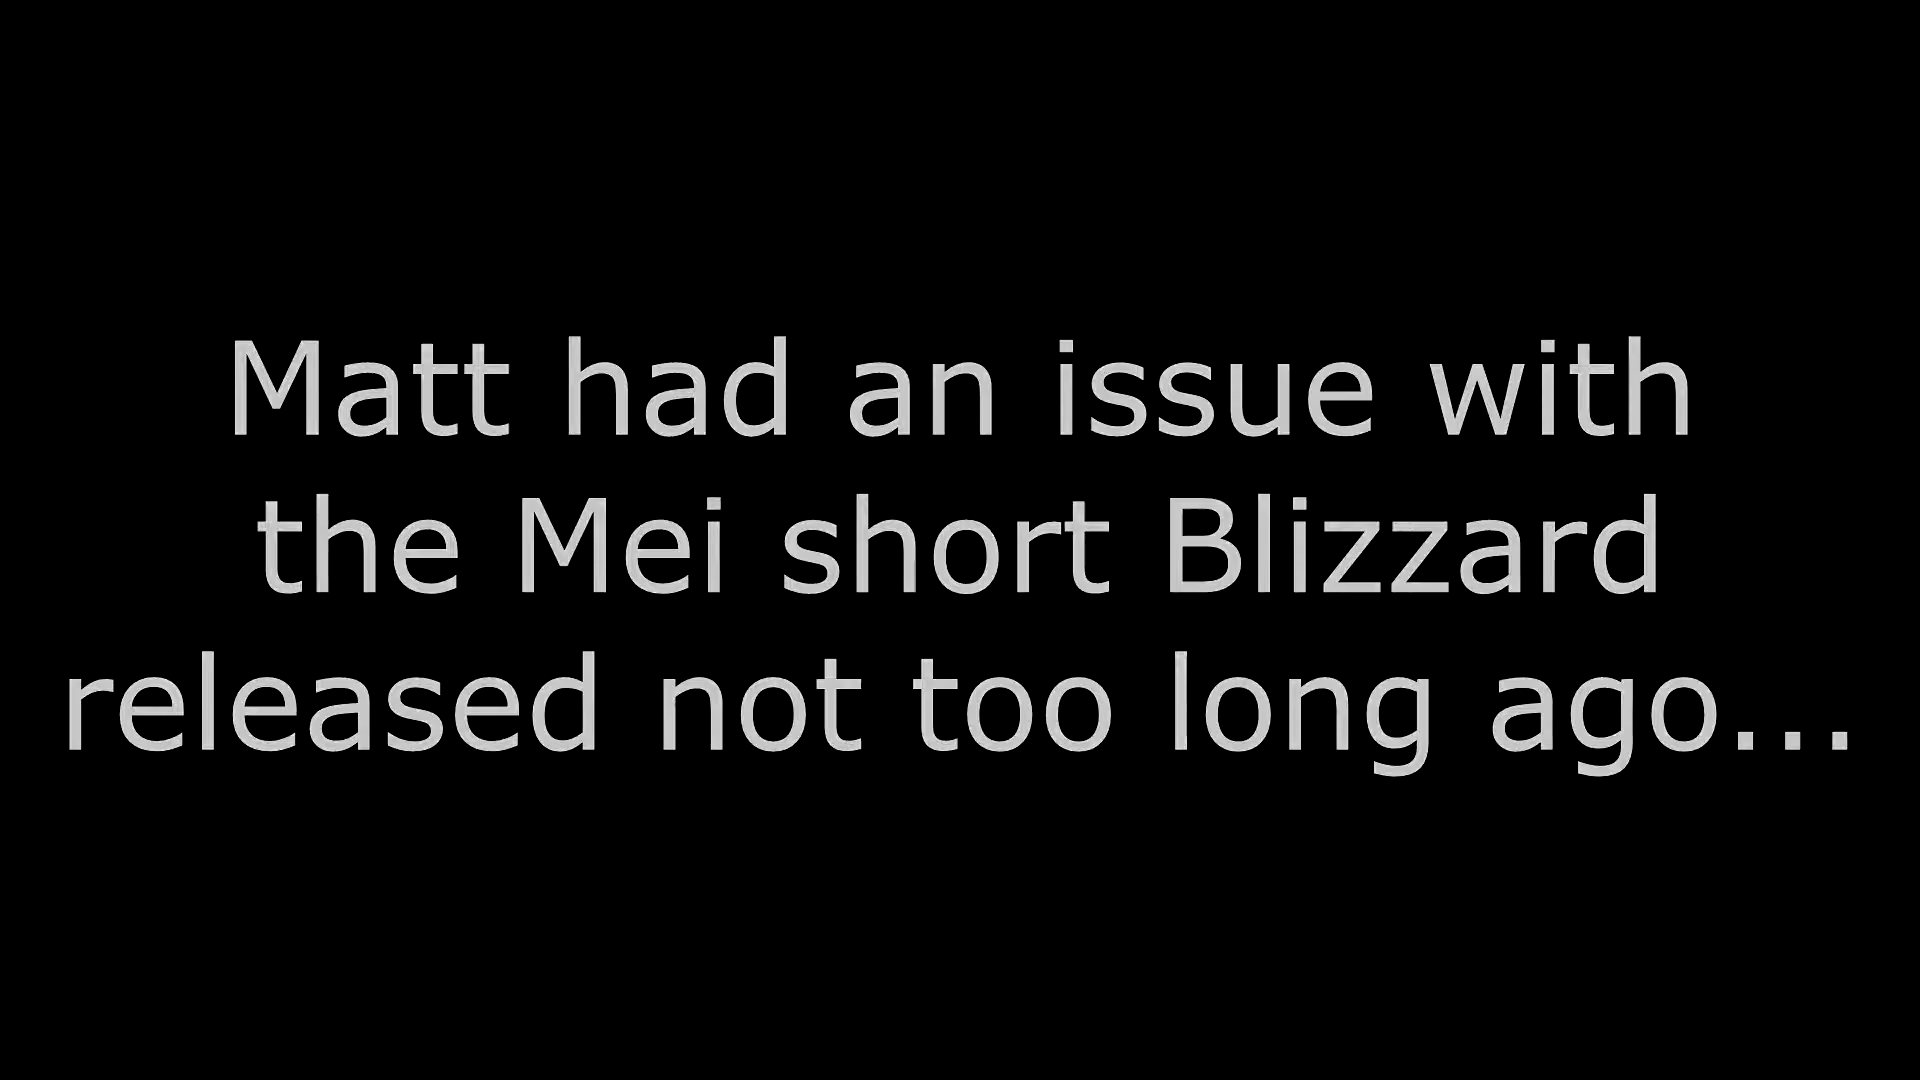 Matt had an issue with
the Mei short Blizzard
released not too long ago...